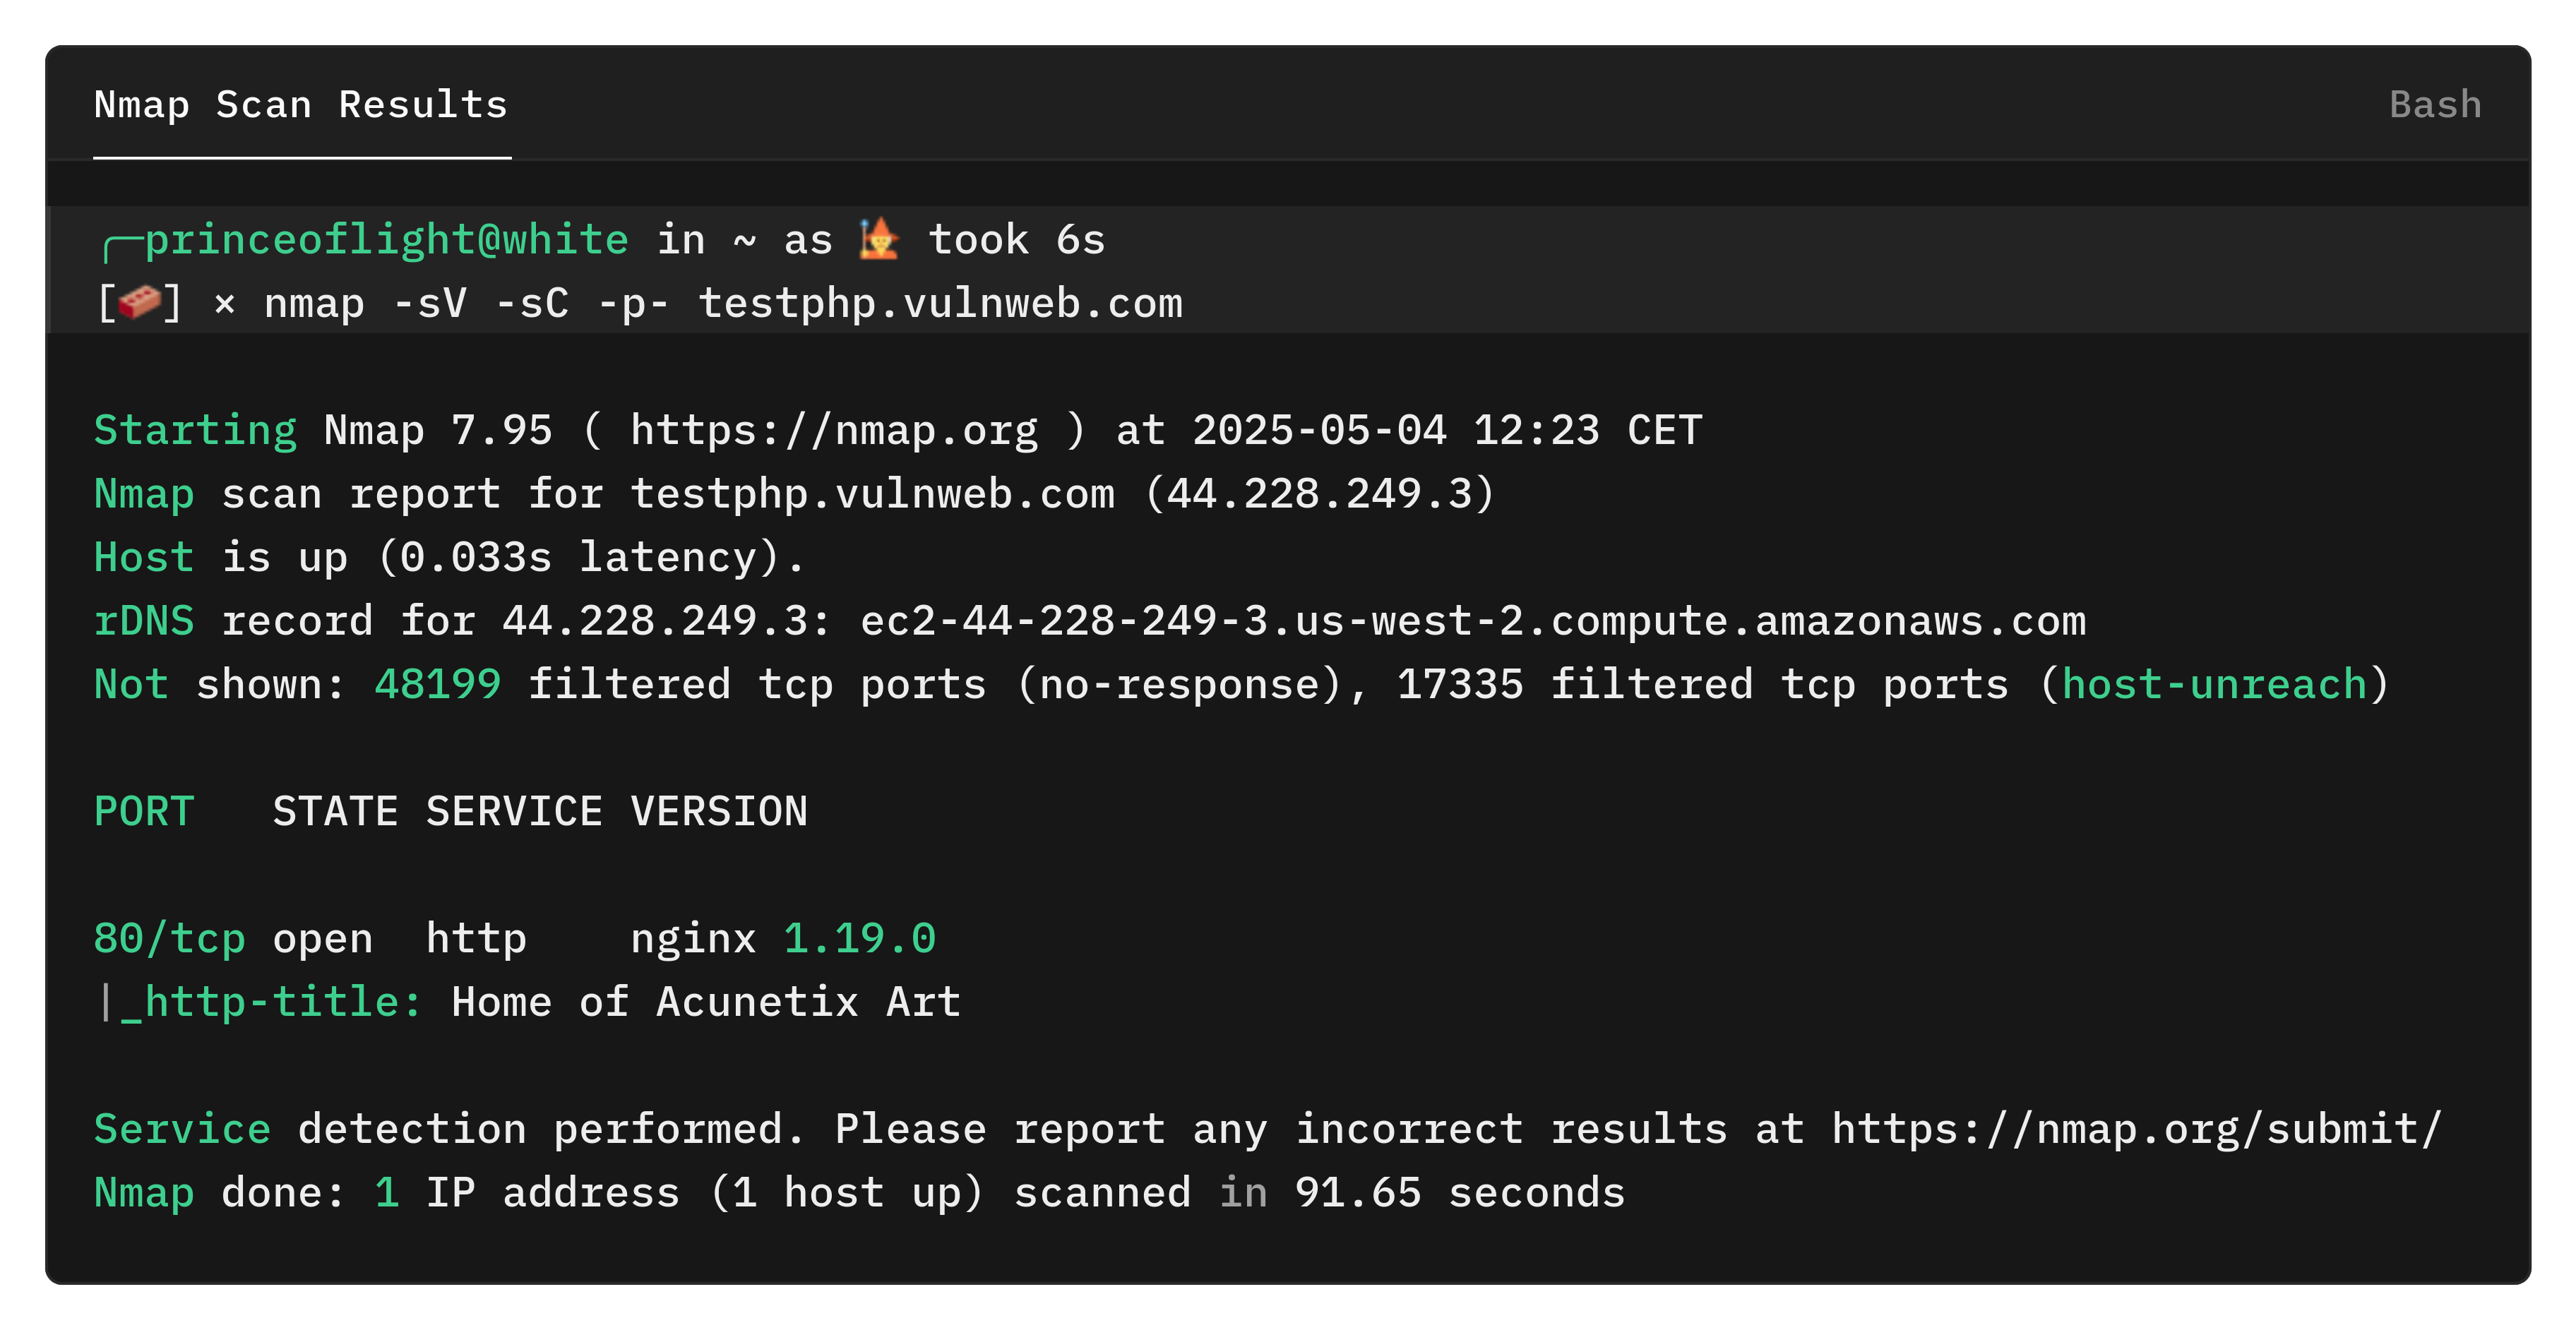 Nmap Scan Results
Bash
╭─princeoflight@white in ~ as 🧙 took 6s
[🧱] × nmap -sV -sC -p- testphp.vulnweb.com
Starting Nmap 7.95 ( https://nmap.org ) at 2025-05-04 12:23 CET
Nmap scan report for testphp.vulnweb.com (44.228.249.3)
Host is up (0.033s latency).
rDNS record for 44.228.249.3: ec2-44-228-249-3.us-west-2.compute.amazonaws.com
Not shown: 48199 filtered tcp ports (no-response), 17335 filtered tcp ports (host-unreach)
PORT   STATE SERVICE VERSION
80/tcp open  http    nginx 1.19.0
|_http-title: Home of Acunetix Art
Service detection performed. Please report any incorrect results at https://nmap.org/submit/
Nmap done: 1 IP address (1 host up) scanned in 91.65 seconds